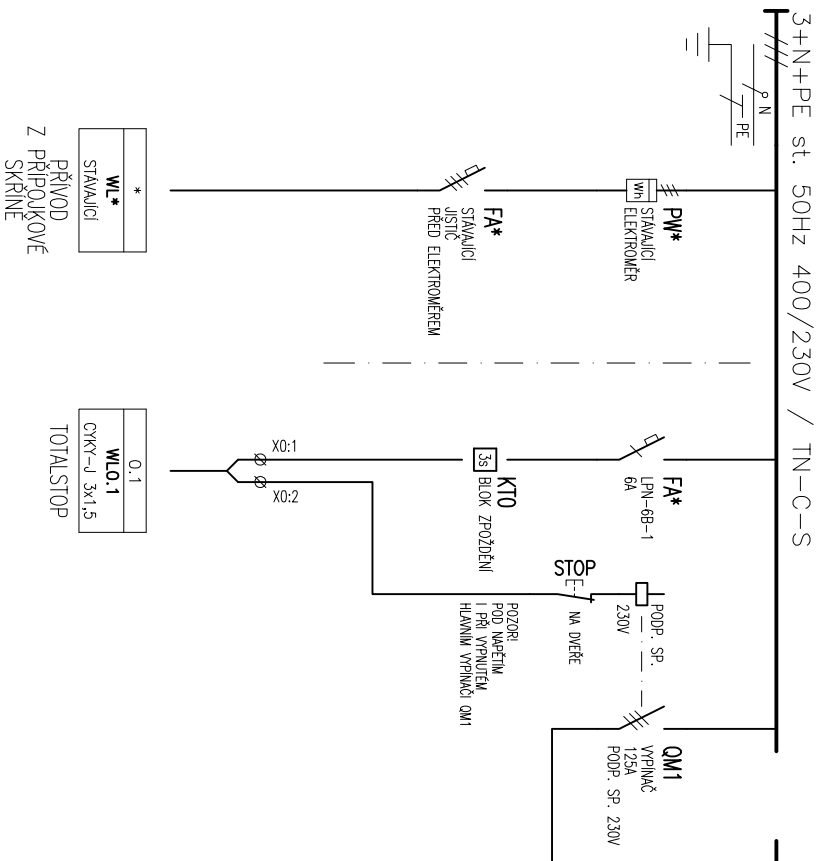 3+N+PE st. 50Hz 400/230V / TN-C-S
N
PE
PW*
STÁVAJÍCÍ
ELEKTROMĚR
Wh
FA*
STÁVAJÍCÍ
JISTIČ
PŘED ELEKTROMĚREM
*
WL*
STÁVAJÍCÍ
PŘÍVOD
Z PŘÍPOJKOVÉ
SKŘÍNĚ
FA*
LPN-6B-1
6A
KT0
BLOK ZPOŽDĚNÍ
3s
X0:1
X0:2
0.1
WL0.1
CYKY-J 3x1,5
TOTALSTOP
PODP. SP.
230V
STOP
NA DVEŘE
POZOR!
POD NAPĚTÍM
I PŘI VYPNUTÉM
HLAVNÍM VYPÍNAČI QM1
QM1
VYPÍNAČ
125A
PODP. SP. 230V